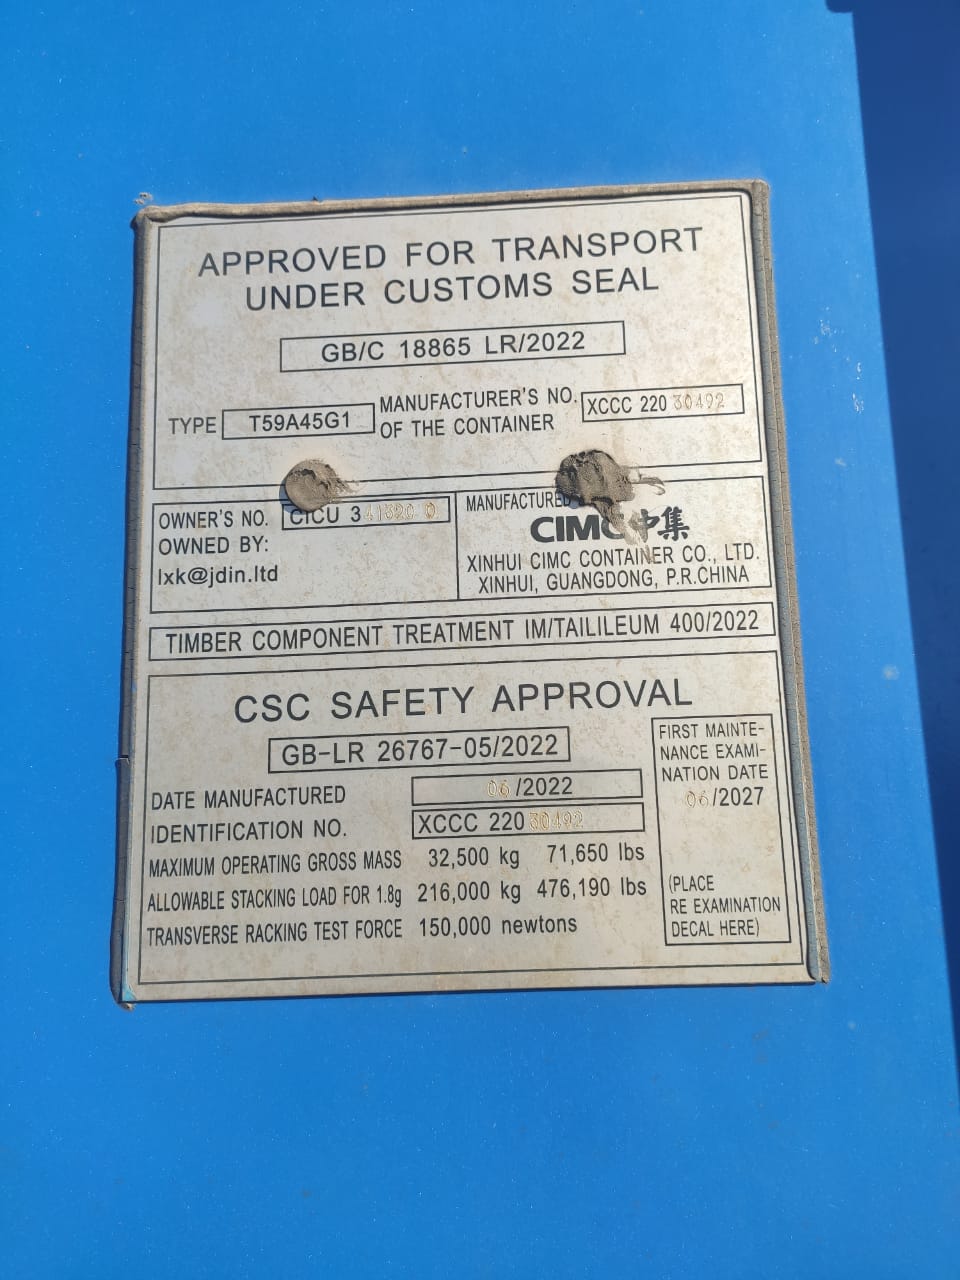 APPROVED FOR TRANSPORT
UNDER CUSTOMS SEAL
GB/C 18865 LR/2022
TYPE T59A45G1
MANUFACTURER'S NO.
OF THE CONTAINER
XCCC 220 30492
OWNER'S NO. CICU 3
OWNED BY:
lxk@jdin.ltd
MANUFACTURED
CIMC 中集
XINHUI CIMC CONTAINER CO., LTD.
XINHUI, GUANGDONG, P.R.CHINA
TIMBER COMPONENT TREATMENT IM/TAILILEUM 400/2022
CSC SAFETY APPROVAL
GB-LR 26767-05/2022
DATE MANUFACTURED 06/2022
IDENTIFICATION NO. XCCC 220 30492
MAXIMUM OPERATING GROSS MASS 32,500 kg 71,650 lbs
ALLOWABLE STACKING LOAD FOR 1.8g 216,000 kg 476,190 lbs
TRANSVERSE RACKING TEST FORCE 150,000 newtons
FIRST MAINTE-
NANCE EXAMI-
NATION DATE
06/2027
(PLACE
RE EXAMINATION
DECAL HERE)